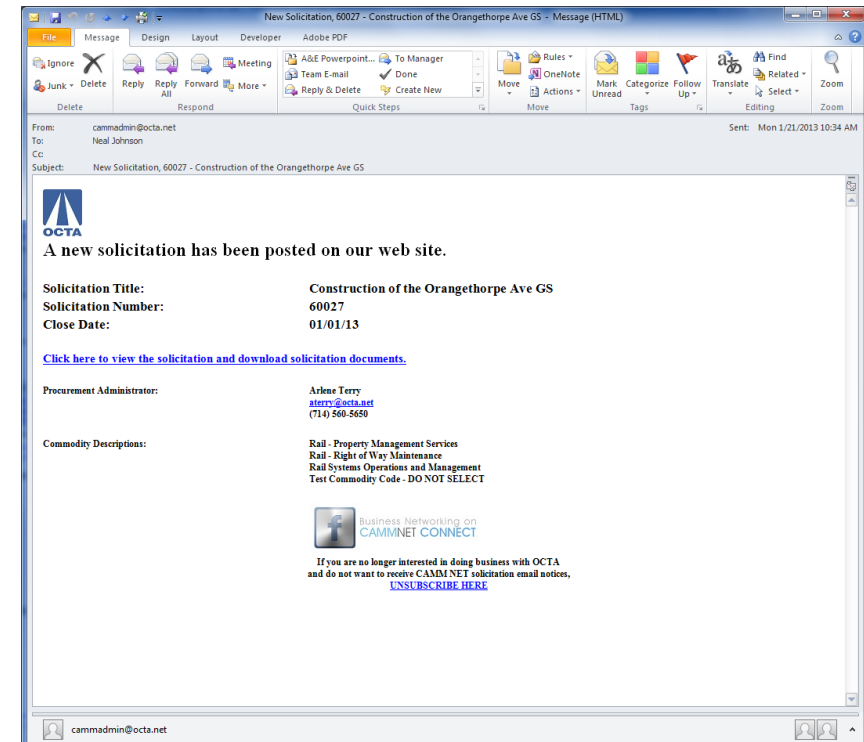 New Solicitation, 60027 - Construction of the Orangethorpe Ave GS - Message (HTML)
File Message Design Layout Developer Adobe PDF
Ignore
Junk
Delete
Delete
Reply
Reply All
Forward
Meeting
More
Respond
A&E Powerpoint...
Team E-mail
Reply & Delete
To Manager
Done
Create New
Quick Steps
Move
Rules
OneNote
Actions
Move
Mark Unread
Categorize
Follow Up
Tags
Translate
Find
Related
Select
Editing
Zoom
Zoom
From: cammadmin@octa.net Sent: Mon 1/21/2013 10:34 AM
To: Neal Johnson
Cc:
Subject: New Solicitation, 60027 - Construction of the Orangethorpe Ave GS
OCTA
A new solicitation has been posted on our web site.
Solicitation Title: Construction of the Orangethorpe Ave GS
Solicitation Number: 60027
Close Date: 01/01/13
Click here to view the solicitation and download solicitation documents.
Procurement Administrator: Arlene Terry
aterry@octa.net
(714) 560-5650
Commodity Descriptions: Rail - Property Management Services
Rail - Right of Way Maintenance
Rail Systems Operations and Management
Test Commodity Code - DO NOT SELECT
f
Business Networking on
CAMMNET CONNECT
If you are no longer interested in doing business with OCTA
and do not want to receive CAMM NET solicitation email notices,
UNSUBSCRIBE HERE
cammadmin@octa.net